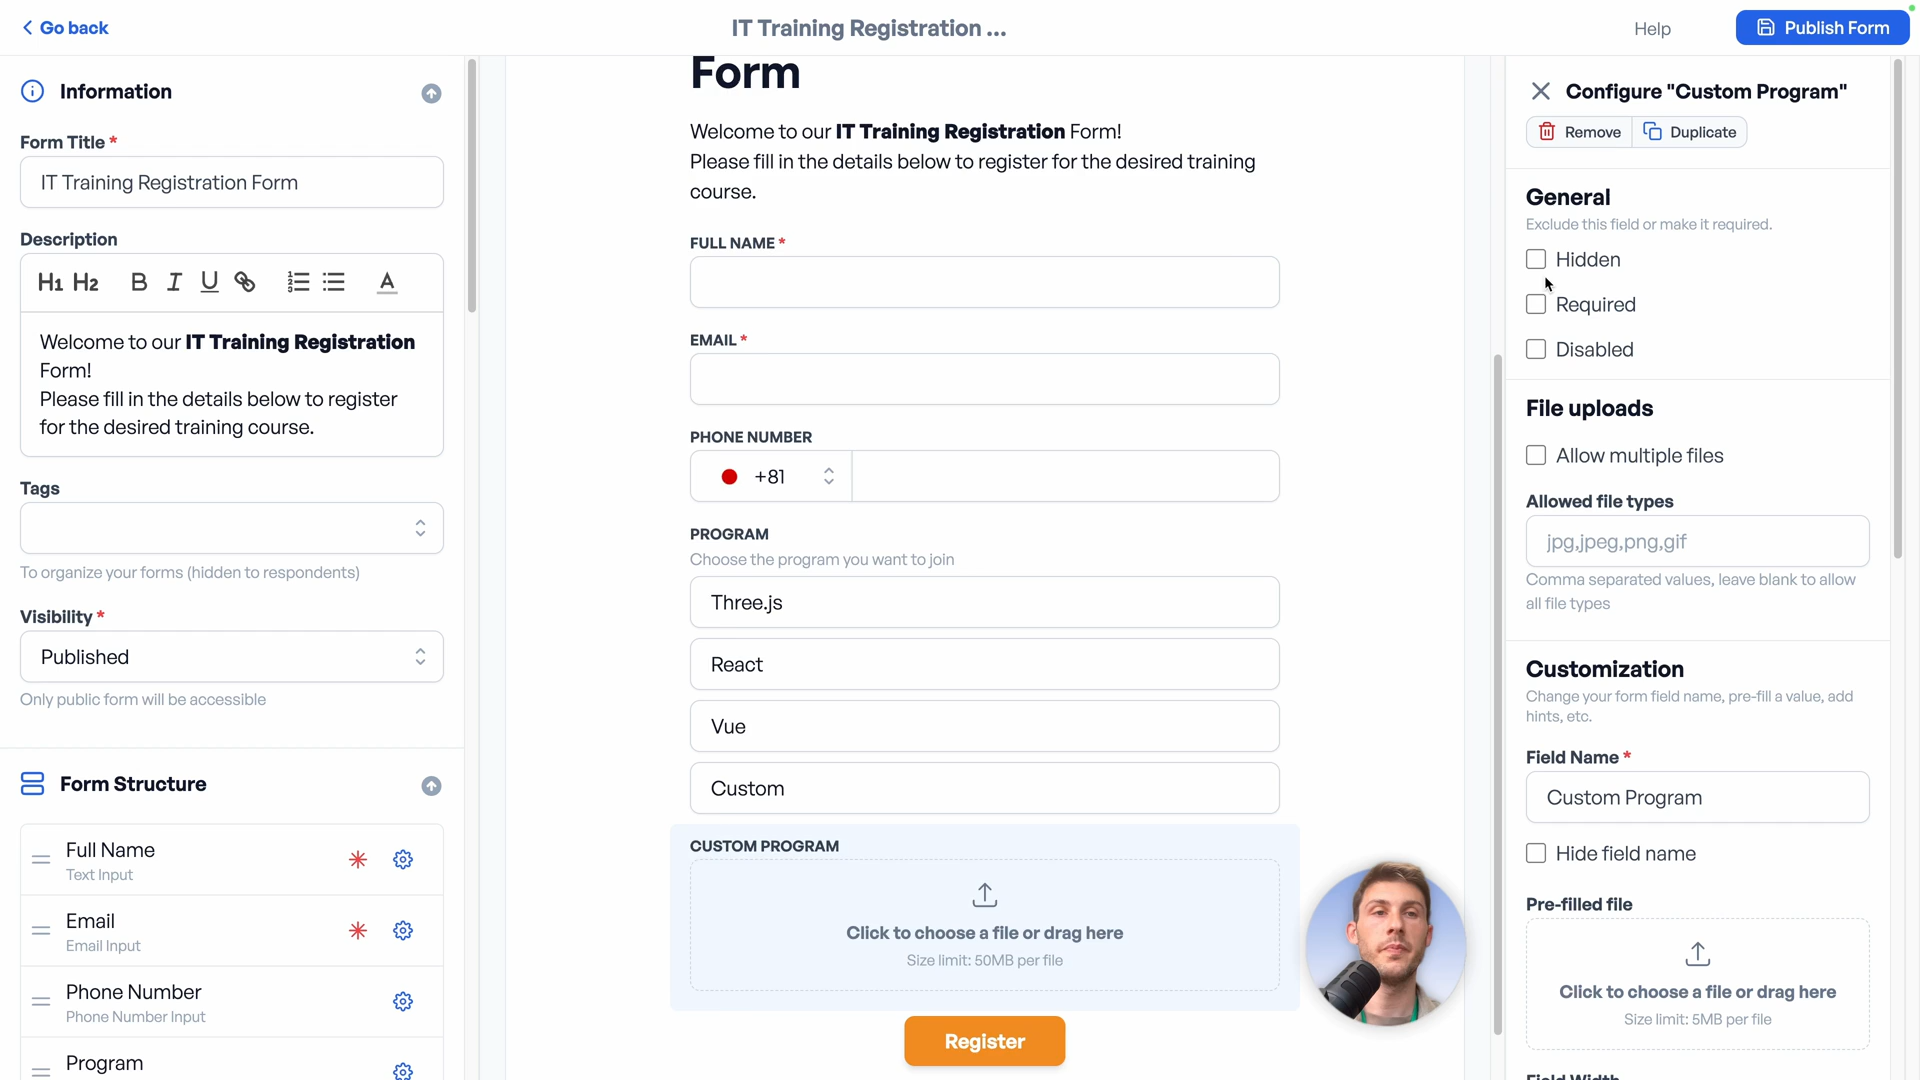 Go back
IT Training Registration ...
Help
Publish Form
Information
Form Title *
IT Training Registration Form
Description
H1 H2 B I U A
Welcome to our IT Training Registration
Form!
Please fill in the details below to register
for the desired training course.
Tags
To organize your forms (hidden to respondents)
Visibility *
Published
Only public form will be accessible
Form Structure
Full Name
Text Input
Email
Email Input
Phone Number
Phone Number Input
Program
Form
Welcome to our IT Training Registration Form!
Please fill in the details below to register for the desired training
course.
FULL NAME *
EMAIL *
PHONE NUMBER
+81
PROGRAM
Choose the program you want to join
Three.js
React
Vue
Custom
CUSTOM PROGRAM
Click to choose a file or drag here
Size limit: 50MB per file
Register
Configure "Custom Program"
Remove
Duplicate
General
Exclude this field or make it required.
Hidden
Required
Disabled
File uploads
Allow multiple files
Allowed file types
jpg,jpeg,png,gif
Comma separated values, leave blank to allow
all file types
Customization
Change your form field name, pre-fill a value, add
hints, etc.
Field Name *
Custom Program
Hide field name
Pre-filled file
Click to choose a file or drag here
Size limit: 5MB per file
Field Width